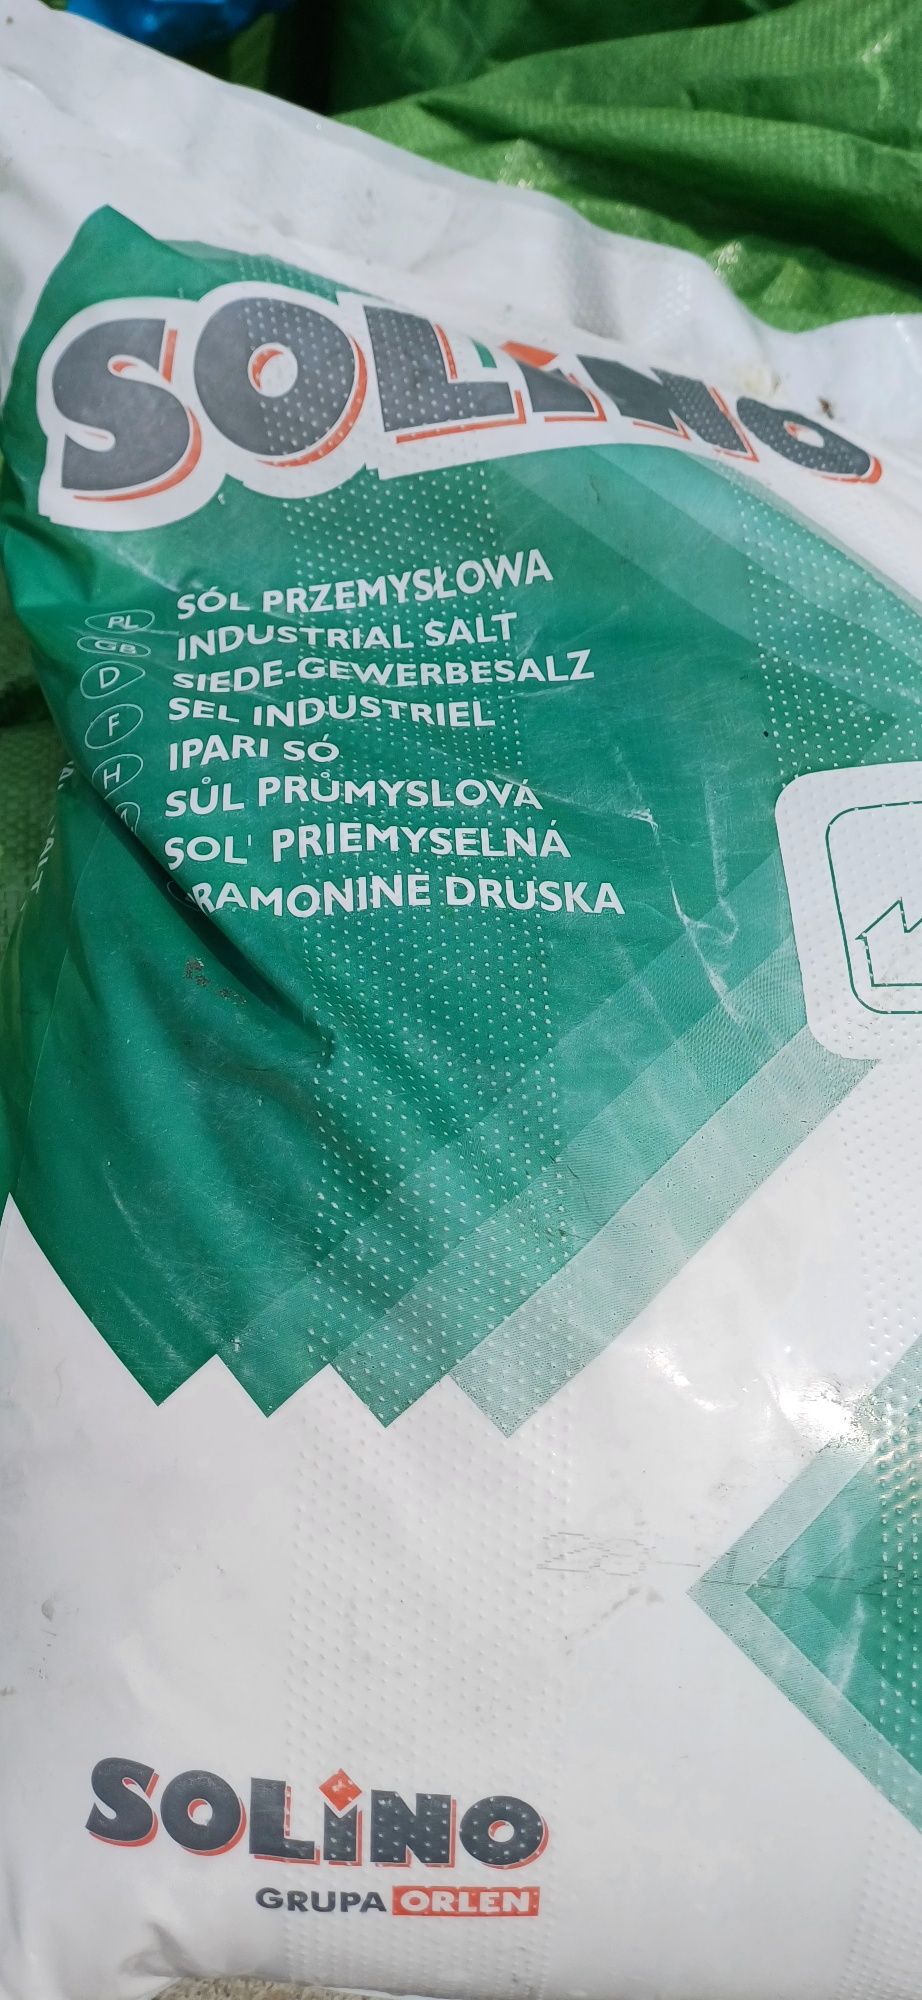 SOLiNO
PL SÓL PRZEMYSŁOWA
GB INDUSTRIAL SALT
D SIEDE-GEWERBESALZ
F SEL INDUSTRIEL
H IPARI SÓ
SŮL PRŮMYSLOVÁ
SOL' PRIEMYSELNÁ
PRAMONINĖ DRUSKA
SOLiNO
GRUPA ORLEN